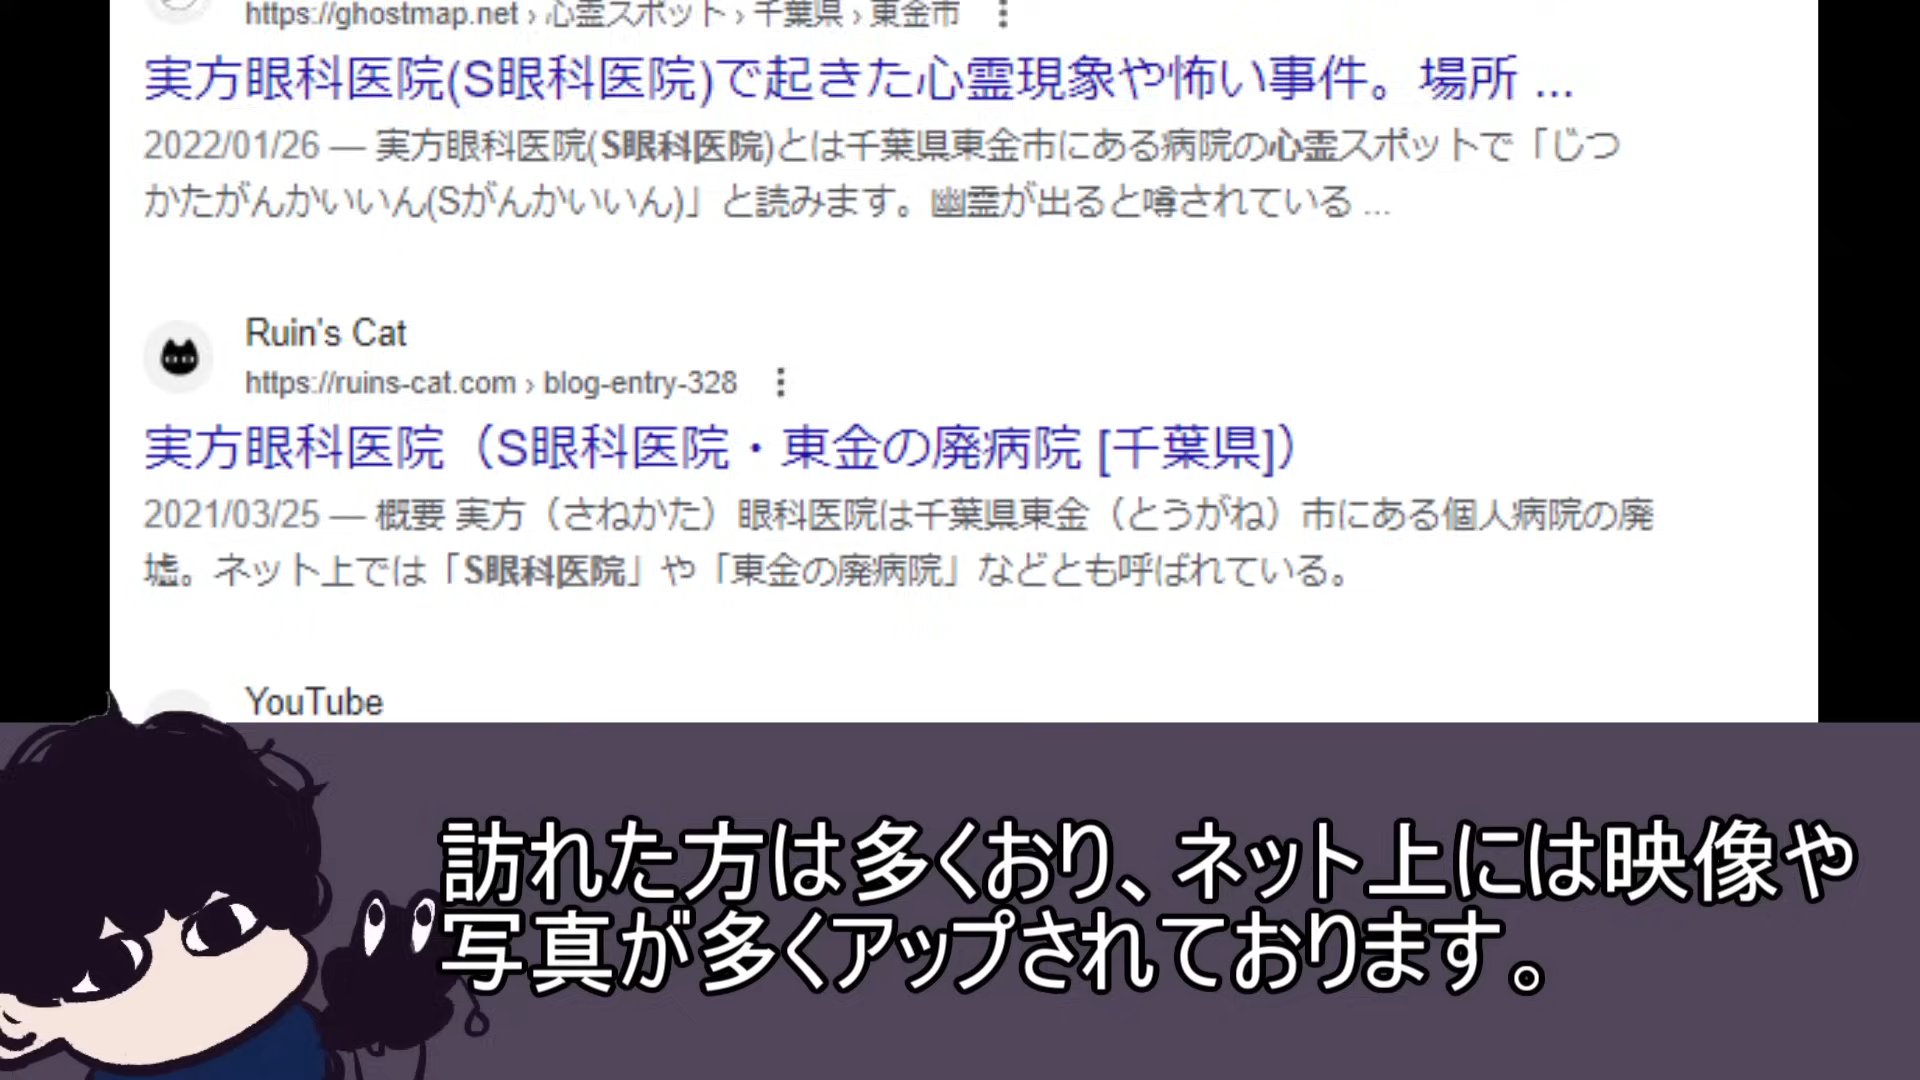 https://ghostmap.net › 心霊スポット › 千葉県 › 東金市
実方眼科医院(S眼科医院)で起きた心霊現象や怖い事件。場所 ...
2022/01/26 — 実方眼科医院(S眼科医院)とは千葉県東金市にある病院の心霊スポットで「じつ
かたがんかいいん(Sがんかいいん)」と読みます。幽霊が出ると噂されている ...
Ruin's Cat
https://ruins-cat.com › blog-entry-328
実方眼科医院（S眼科医院・東金の廃病院 [千葉県]）
2021/03/25 — 概要 実方（さねかた）眼科医院は千葉県東金（とうがね）市にある個人病院の廃
墟。ネット上では「S眼科医院」や「東金の廃病院」などとも呼ばれている。
YouTube
訪れた方は多くおり、ネット上には映像や
写真が多くアップされております。